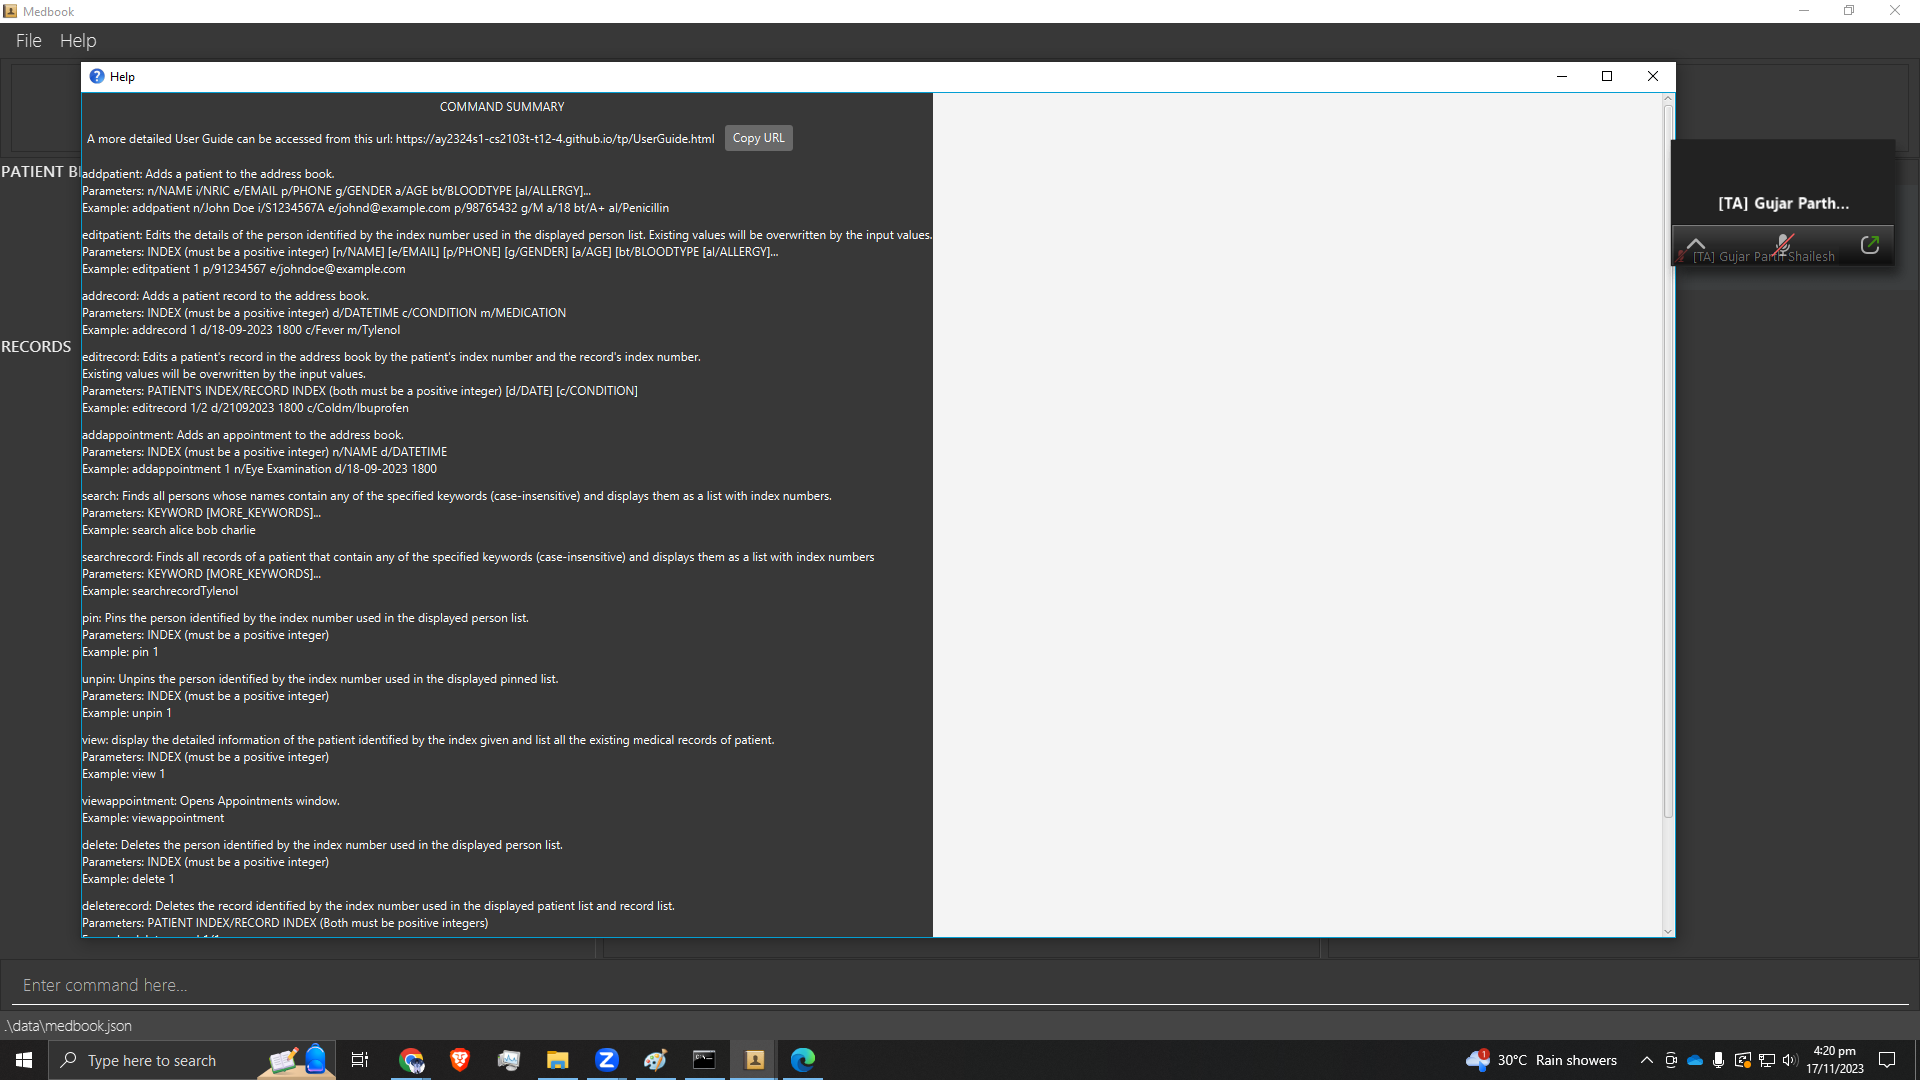 Medbook
File Help
Help
COMMAND SUMMARY
A more detailed User Guide can be accessed from this url: https://ay2324s1-cs2103t-t12-4.github.io/tp/UserGuide.html Copy URL
addpatient: Adds a patient to the address book.
Parameters: n/NAME i/NRIC e/EMAIL p/PHONE g/GENDER a/AGE bt/BLOODTYPE [al/ALLERGY]...
Example: addpatient n/John Doe i/S1234567A e/johnd@example.com p/98765432 g/M a/18 bt/A+ al/Penicillin
editpatient: Edits the details of the person identified by the index number used in the displayed person list. Existing values will be overwritten by the input values.
Parameters: INDEX (must be a positive integer) [n/NAME] [e/EMAIL] [p/PHONE] [g/GENDER] [a/AGE] [bt/BLOODTYPE [al/ALLERGY]...
Example: editpatient 1 p/91234567 e/johndoe@example.com
addrecord: Adds a patient record to the address book.
Parameters: INDEX (must be a positive integer) d/DATETIME c/CONDITION m/MEDICATION
Example: addrecord 1 d/18-09-2023 1800 c/Fever m/Tylenol
editrecord: Edits a patient's record in the address book by the patient's index number and the record's index number.
Existing values will be overwritten by the input values.
Parameters: PATIENT'S INDEX/RECORD INDEX (both must be a positive integer) [d/DATE] [c/CONDITION]
Example: editrecord 1/2 d/21092023 1800 c/Coldm/Ibuprofen
addappointment: Adds an appointment to the address book.
Parameters: INDEX (must be a positive integer) n/NAME d/DATETIME
Example: addappointment 1 n/Eye Examination d/18-09-2023 1800
search: Finds all persons whose names contain any of the specified keywords (case-insensitive) and displays them as a list with index numbers.
Parameters: KEYWORD [MORE_KEYWORDS]...
Example: search alice bob charlie
searchrecord: Finds all records of a patient that contain any of the specified keywords (case-insensitive) and displays them as a list with index numbers
Parameters: KEYWORD [MORE_KEYWORDS]...
Example: searchrecordTylenol
pin: Pins the person identified by the index number used in the displayed person list.
Parameters: INDEX (must be a positive integer)
Example: pin 1
unpin: Unpins the person identified by the index number used in the displayed pinned list.
Parameters: INDEX (must be a positive integer)
Example: unpin 1
view: display the detailed information of the patient identified by the index given and list all the existing medical records of patient.
Parameters: INDEX (must be a positive integer)
Example: view 1
viewappointment: Opens Appointments window.
Example: viewappointment
delete: Deletes the person identified by the index number used in the displayed person list.
Parameters: INDEX (must be a positive integer)
Example: delete 1
deleterecord: Deletes the record identified by the index number used in the displayed patient list and record list.
Parameters: PATIENT INDEX/RECORD INDEX (Both must be positive integers)
PATIENT
RECORDS
[TA] Gujar Parth...
[TA] Gujar Parth Shailesh
Enter command here...
.\data\medbook.json
Type here to search
1 30°C Rain showers
4:20 pm
17/11/2023